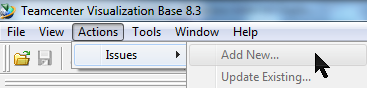 Teamcenter Visualization Base 8.3
File View Actions Tools Window Help
Issues Add New...
Update Existing...